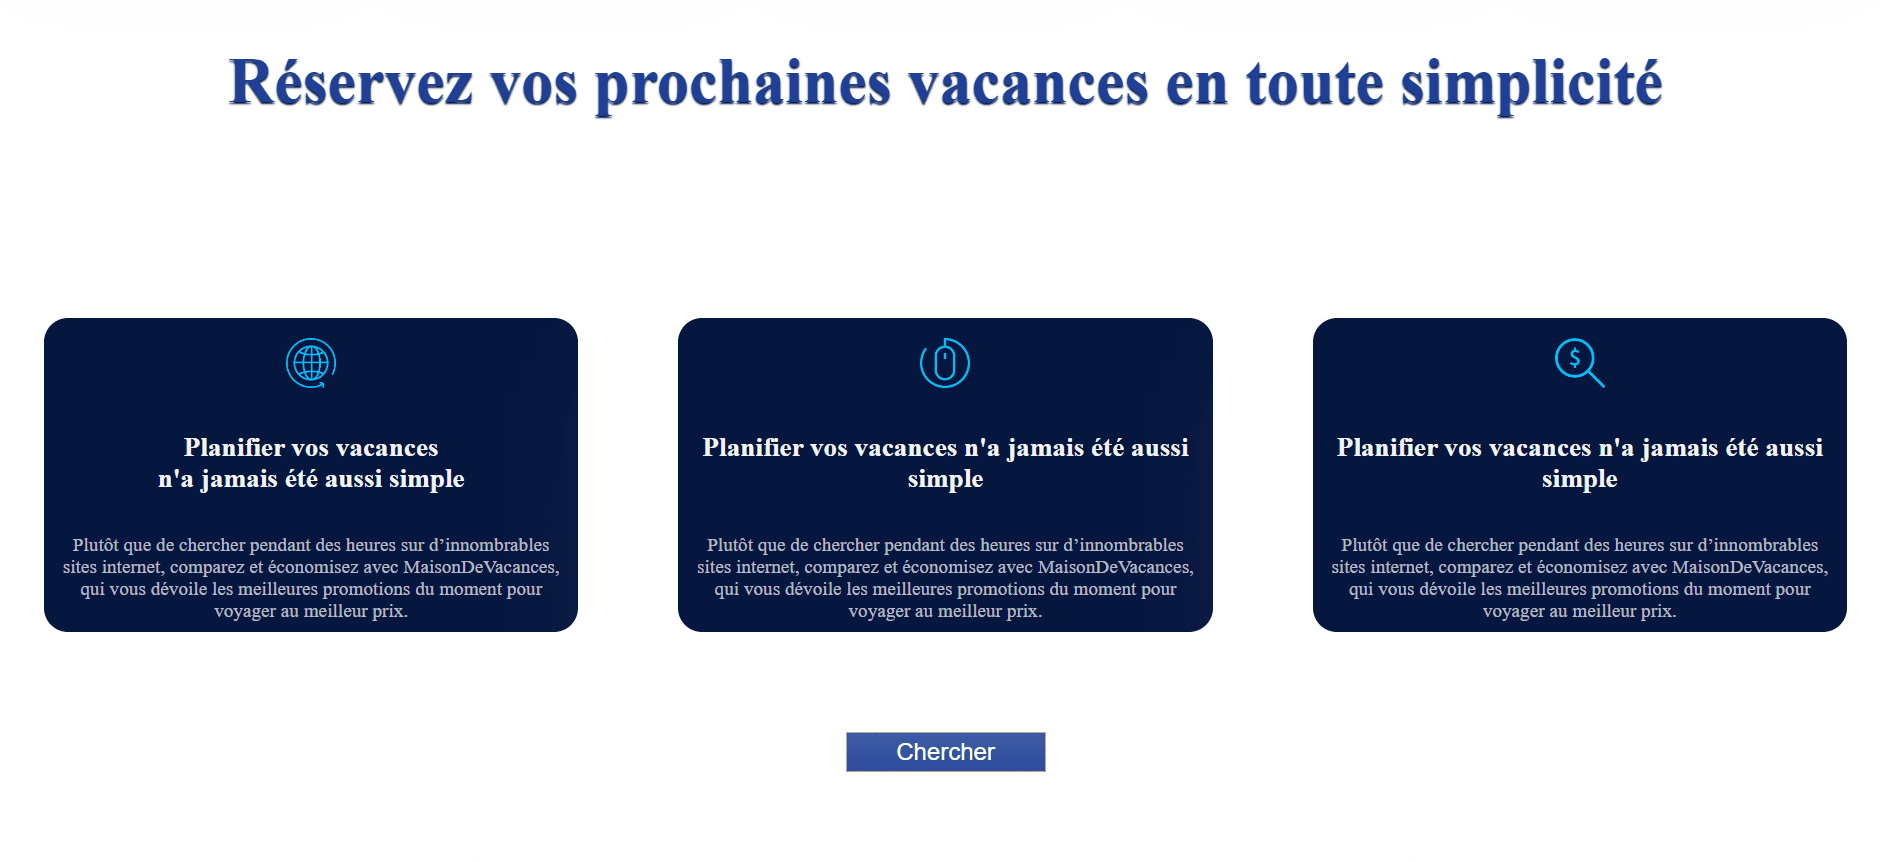 Réservez vos prochaines vacances en toute simplicité
$
Planifier vos vacances
n'a jamais été aussi simple
Plutôt que de chercher pendant des heures sur d’innombrables
sites internet, comparez et économisez avec MaisonDeVacances,
qui vous dévoile les meilleures promotions du moment pour
voyager au meilleur prix.
Planifier vos vacances n'a jamais été aussi
simple
Plutôt que de chercher pendant des heures sur d’innombrables
sites internet, comparez et économisez avec MaisonDeVacances,
qui vous dévoile les meilleures promotions du moment pour
voyager au meilleur prix.
Planifier vos vacances n'a jamais été aussi
simple
Plutôt que de chercher pendant des heures sur d’innombrables
sites internet, comparez et économisez avec MaisonDeVacances,
qui vous dévoile les meilleures promotions du moment pour
voyager au meilleur prix.
Chercher